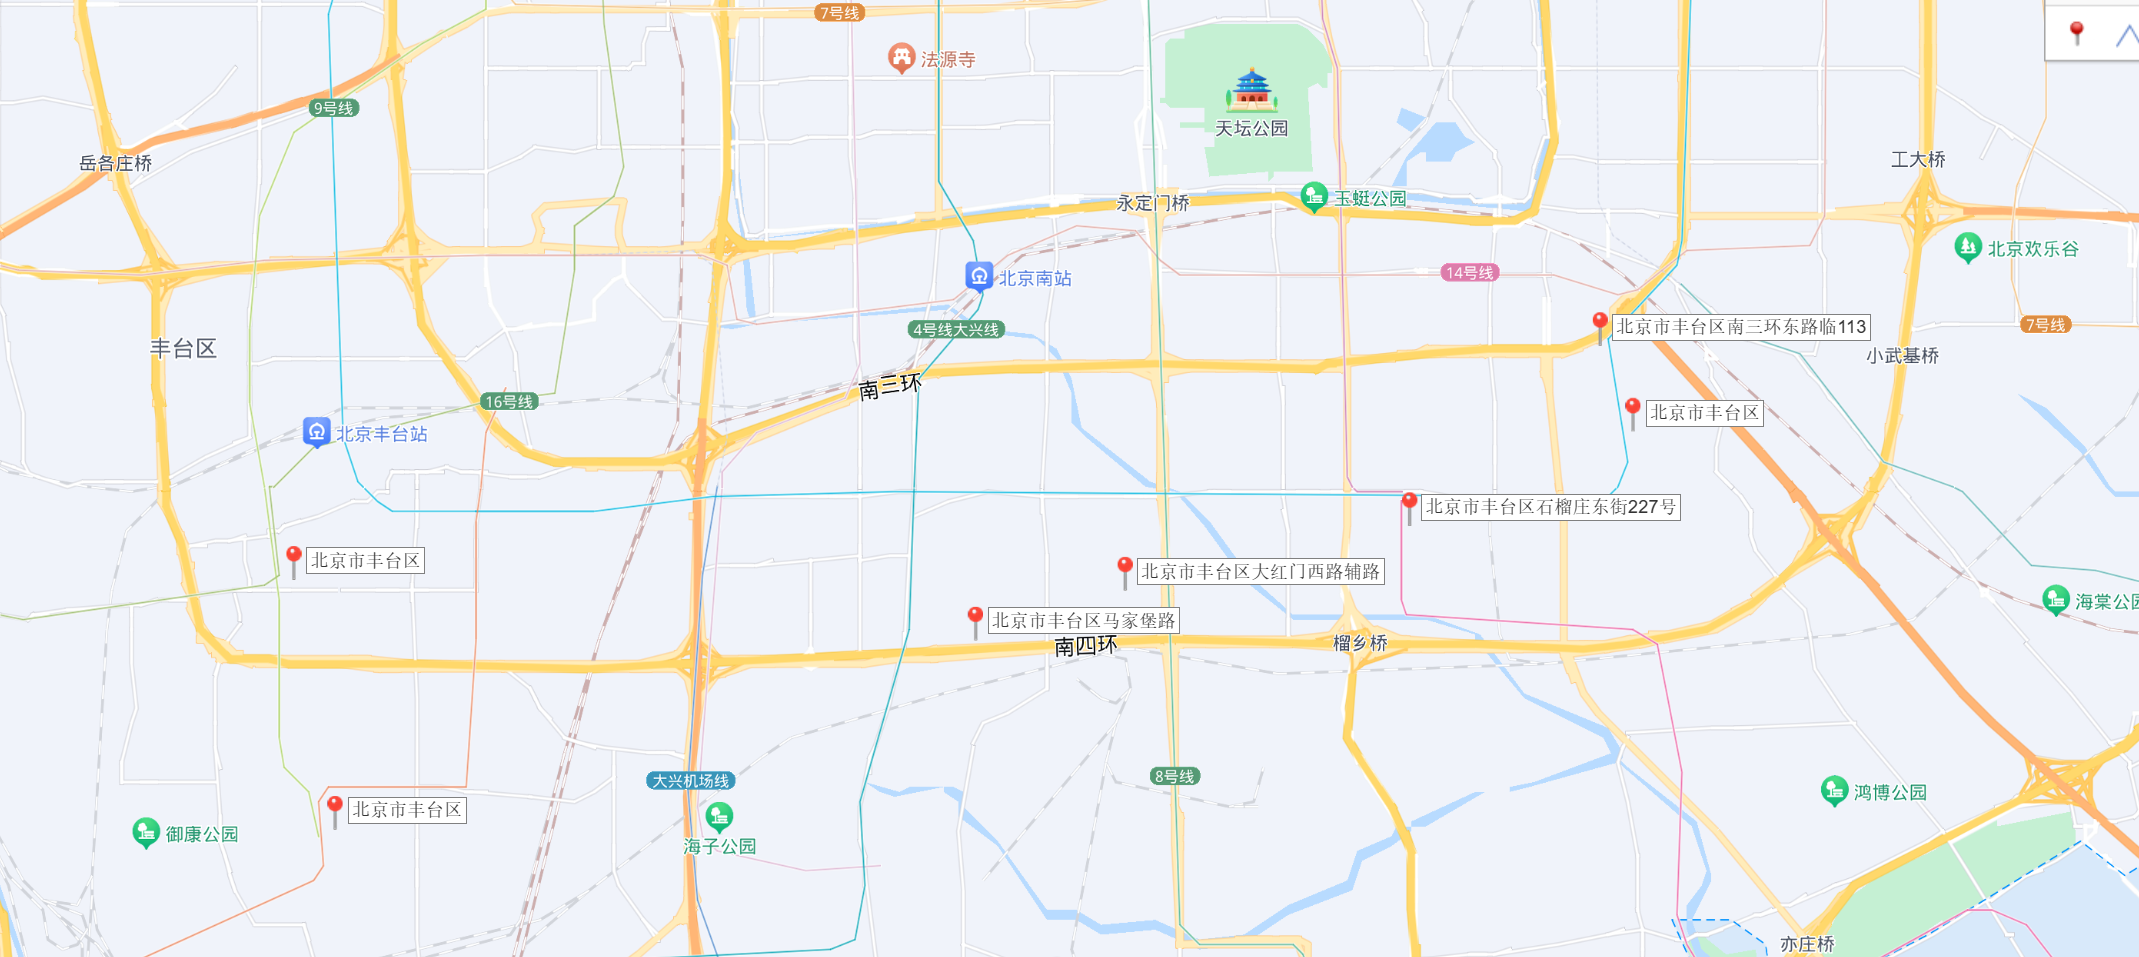 7号线
法源寺
9号线
天坛公园
岳各庄桥
工大桥
永定门桥
玉蜓公园
北京欢乐谷
北京南站
14号线
4号线大兴线
北京市丰台区南三环东路临113
7号线
丰台区
小武基桥
南三环
16号线
北京市丰台区
北京丰台站
北京市丰台区石榴庄东街227号
北京市丰台区
北京市丰台区大红门西路辅路
海棠公园
北京市丰台区马家堡路
南四环
榴乡桥
8号线
大兴机场线
鸿博公园
北京市丰台区
御康公园
海子公园
亦庄桥